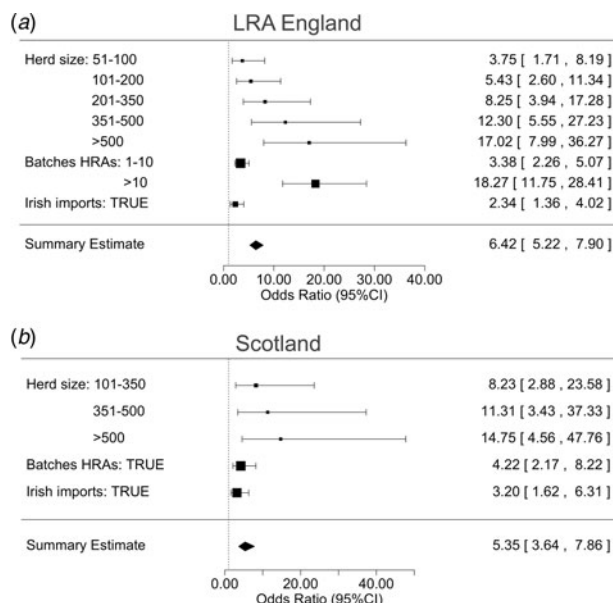 (a) LRA England
Herd size: 51-100 3.75 [ 1.71 , 8.19 ]
101-200 5.43 [ 2.60 , 11.34 ]
201-350 8.25 [ 3.94 , 17.28 ]
351-500 12.30 [ 5.55 , 27.23 ]
>500 17.02 [ 7.99 , 36.27 ]
Batches HRAs: 1-10 3.38 [ 2.26 , 5.07 ]
>10 18.27 [ 11.75 , 28.41 ]
Irish imports: TRUE 2.34 [ 1.36 , 4.02 ]
Summary Estimate 6.42 [ 5.22 , 7.90 ]
0.00 10.00 20.00 30.00 40.00
Odds Ratio (95%CI)
(b) Scotland
Herd size: 101-350 8.23 [ 2.88 , 23.58 ]
351-500 11.31 [ 3.43 , 37.33 ]
>500 14.75 [ 4.56 , 47.76 ]
Batches HRAs: TRUE 4.22 [ 2.17 , 8.22 ]
Irish imports: TRUE 3.20 [ 1.62 , 6.31 ]
Summary Estimate 5.35 [ 3.64 , 7.86 ]
0.00 20.00 40.00
Odds Ratio (95%CI)